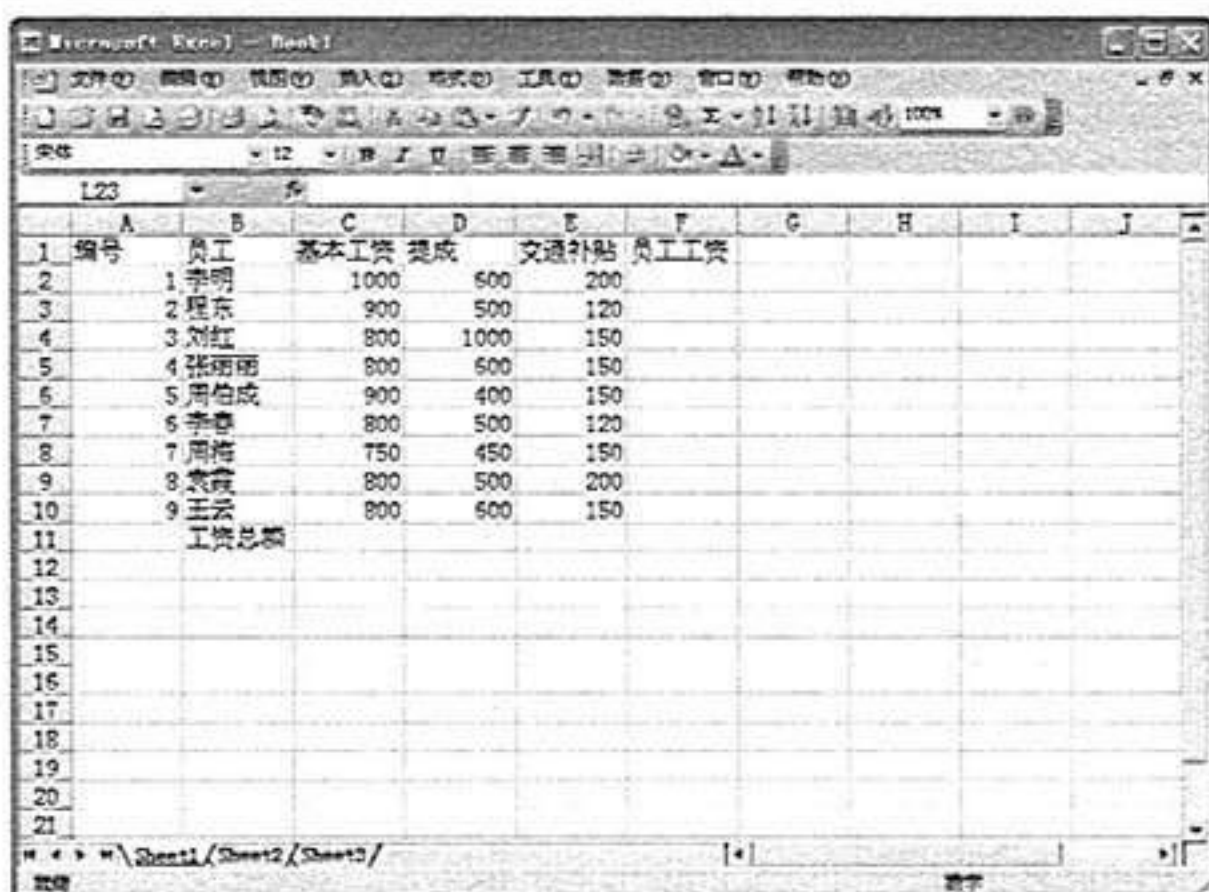 Microsoft Excel - Book1
文件(F) 编辑(E) 视图(V) 插入(I) 格式(O) 工具(T) 数据(D) 窗口(W) 帮助(H)
100%
宋体 12 B I U
L23 fx
A B C D E F G H I J
1 编号 员工 基本工资 提成 交通补贴 员工工资
2 1 李明 1000 600 200
3 2 程东 900 500 120
4 3 刘红 800 1000 150
5 4 张丽丽 800 600 150
6 5 周伯成 900 400 150
7 6 李春 800 500 120
8 7 周梅 750 450 150
9 8 袁霞 800 500 200
10 9 王云 800 600 150
11 工资总额
12
13
14
15
16
17
18
19
20
21
Sheet1 Sheet2 Sheet3
就绪 数字